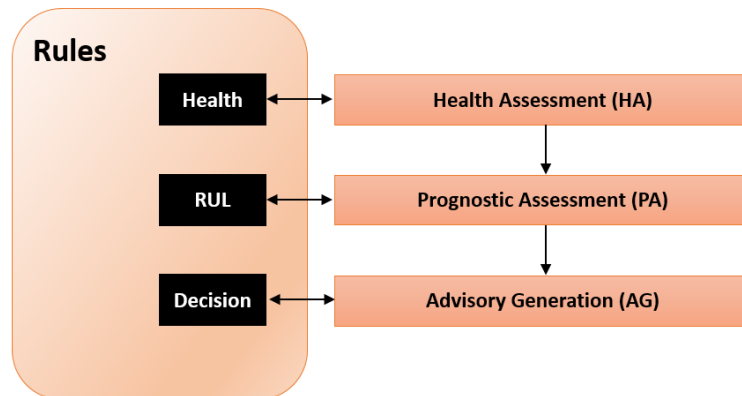 Rules
Health
Health Assessment (HA)
RUL
Prognostic Assessment (PA)
Decision
Advisory Generation (AG)